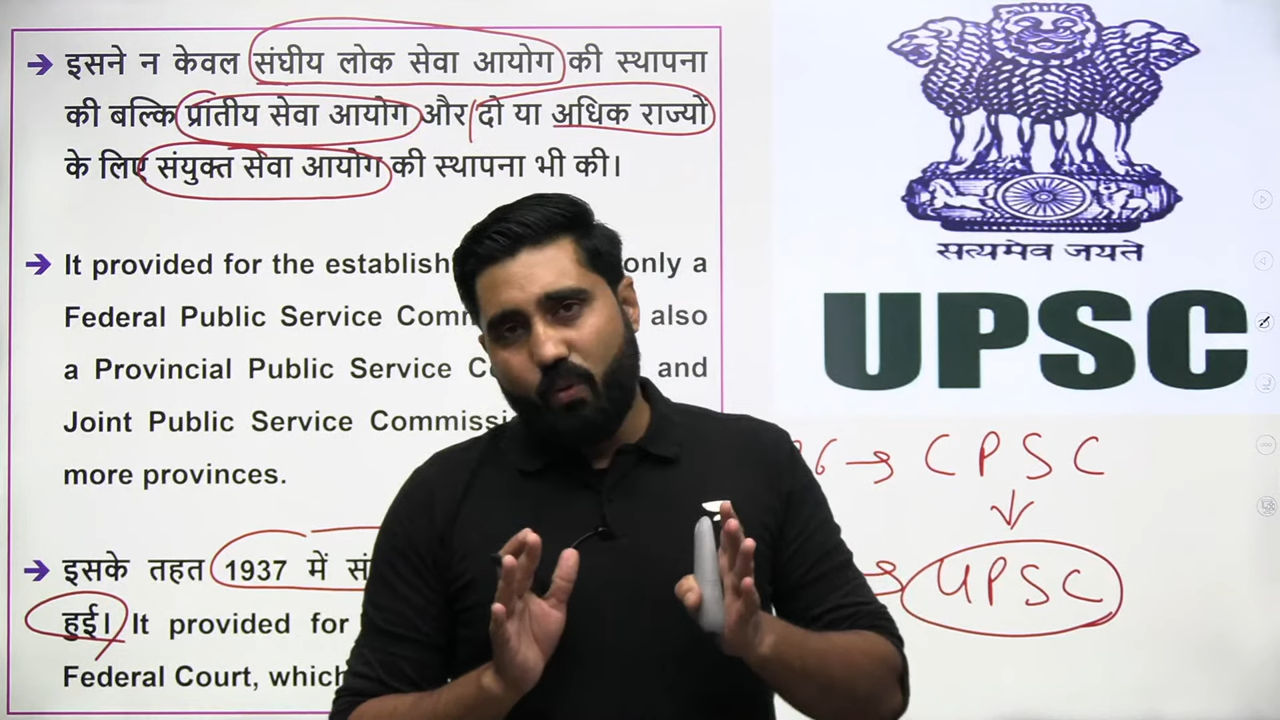 → इसने न केवल संघीय लोक सेवा आयोग की स्थापना
की बल्कि प्रांतीय सेवा आयोग और दो या अधिक राज्यो
के लिए संयुक्त सेवा आयोग की स्थापना भी की।
→ It provided for the establish only a
Federal Public Service Comm also
a Provincial Public Service C and
Joint Public Service Commissi
more provinces.
→ इसके तहत 1937 में सं
हुई। It provided for
Federal Court, which
सत्यमेव जयते
UPSC
6 → CPSC
↓
→ UPSC